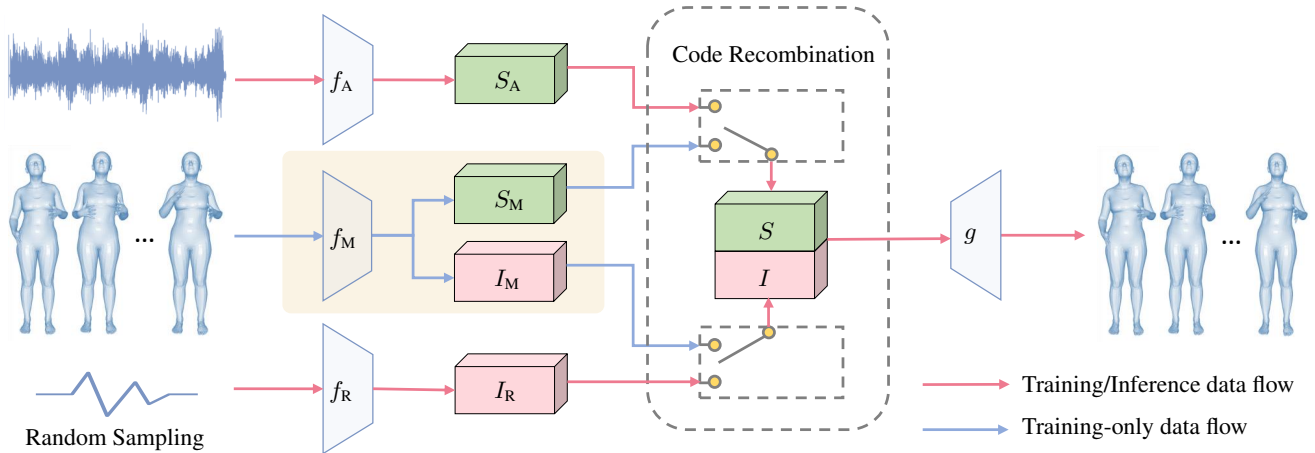 Code Recombination
f_A
S_A
S_M
f_M
...
I_M
S
I
g
...
f_R
I_R
Random Sampling
Training/Inference data flow
Training-only data flow